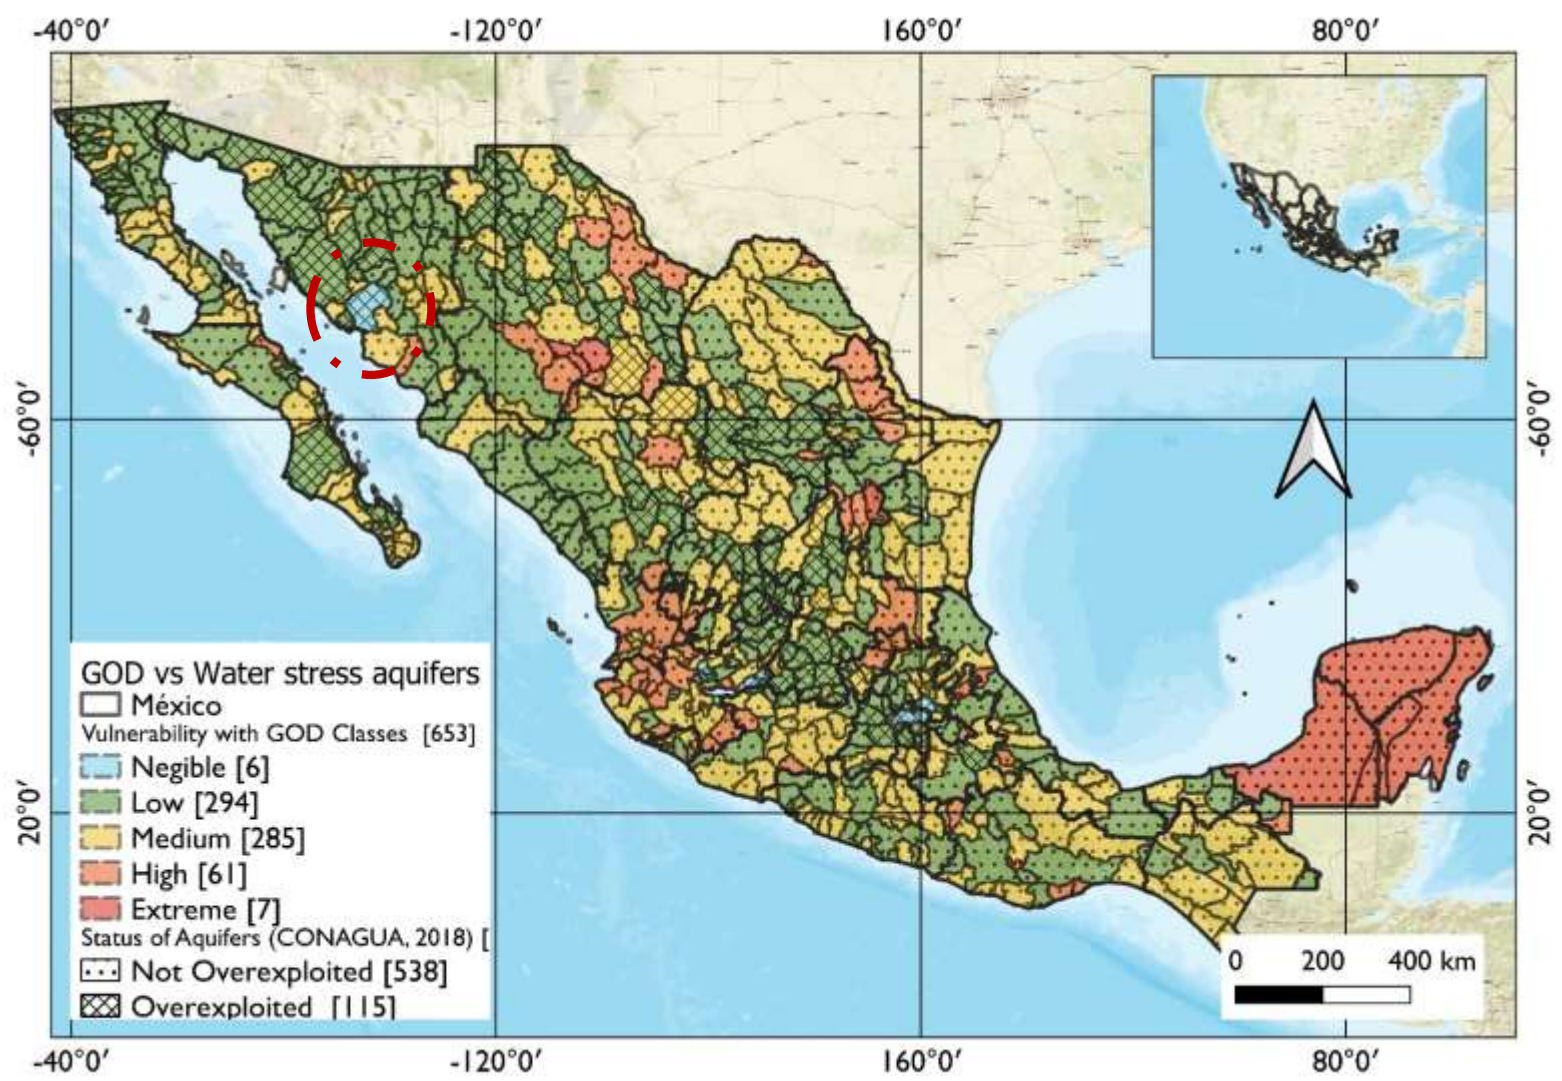 -40°0′ -120°0′ 160°0′ 80°0′
-60°0′ -60°0′
20°0′ 20°0′
GOD vs Water stress aquifers
México
Vulnerability with GOD Classes [653]
Negible [6]
Low [294]
Medium [285]
High [61]
Extreme [7]
Status of Aquifers (CONAGUA, 2018) [
Not Overexploited [538]
Overexploited [115]
0 200 400 km
-40°0′ -120°0′ 160°0′ 80°0′